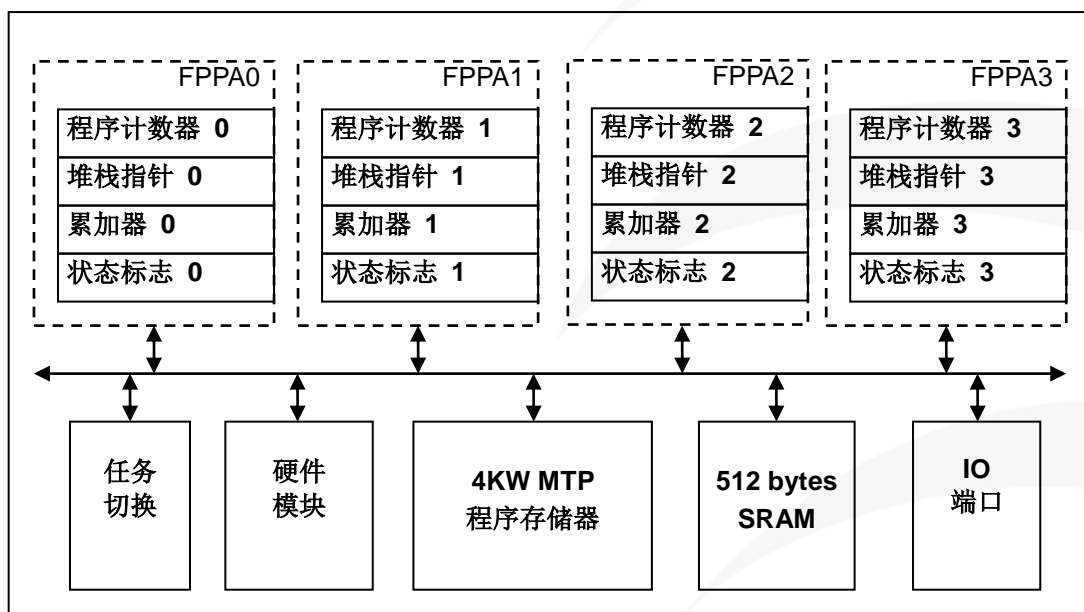 FPPA0
程序计数器 0
堆栈指针 0
累加器 0
状态标志 0
FPPA1
程序计数器 1
堆栈指针 1
累加器 1
状态标志 1
FPPA2
程序计数器 2
堆栈指针 2
累加器 2
状态标志 2
FPPA3
程序计数器 3
堆栈指针 3
累加器 3
状态标志 3
任务
切换
硬件
模块
4KW MTP
程序存储器
512 bytes
SRAM
IO
端口